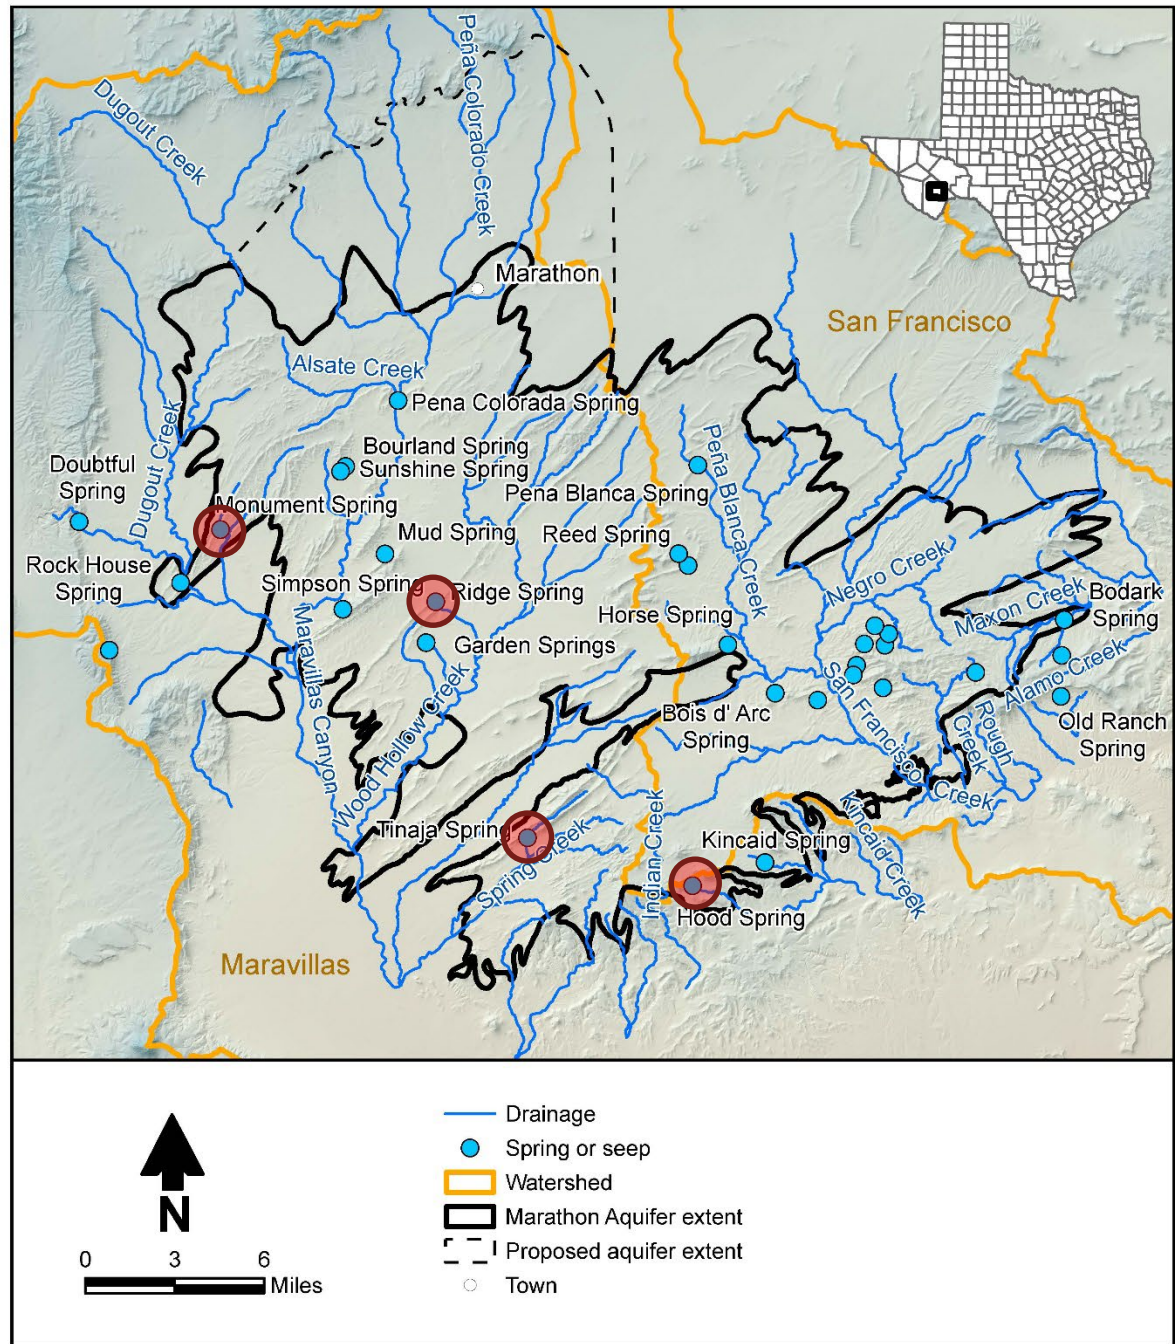 Peña Colorado Creek
Dugout Creek
Marathon
San Francisco
Alsate Creek
Pena Colorada Spring
Dugout Creek
Bourland Spring
Sunshine Spring
Doubtful
Spring
Peña Blanca Creek
Pena Blanca Spring
Monument Spring
Mud Spring
Reed Spring
Rock House
Spring
Simpson Spring
Ridge Spring
Negro Creek
Maxon Creek
Bodark
Spring
Horse Spring
Garden Springs
Maravillas Canyon
Wood Hollow Creek
San Francisco Creek
Alamo Creek
Rough
Creek
Bois d' Arc
Spring
Old Ranch
Spring
Tinaja Spring
Spring Creek
Indian Creek
Kincaid Spring
Kincaid Creek
Hood Spring
Maravillas
N
0 3 6
Miles
Drainage
Spring or seep
Watershed
Marathon Aquifer extent
Proposed aquifer extent
Town